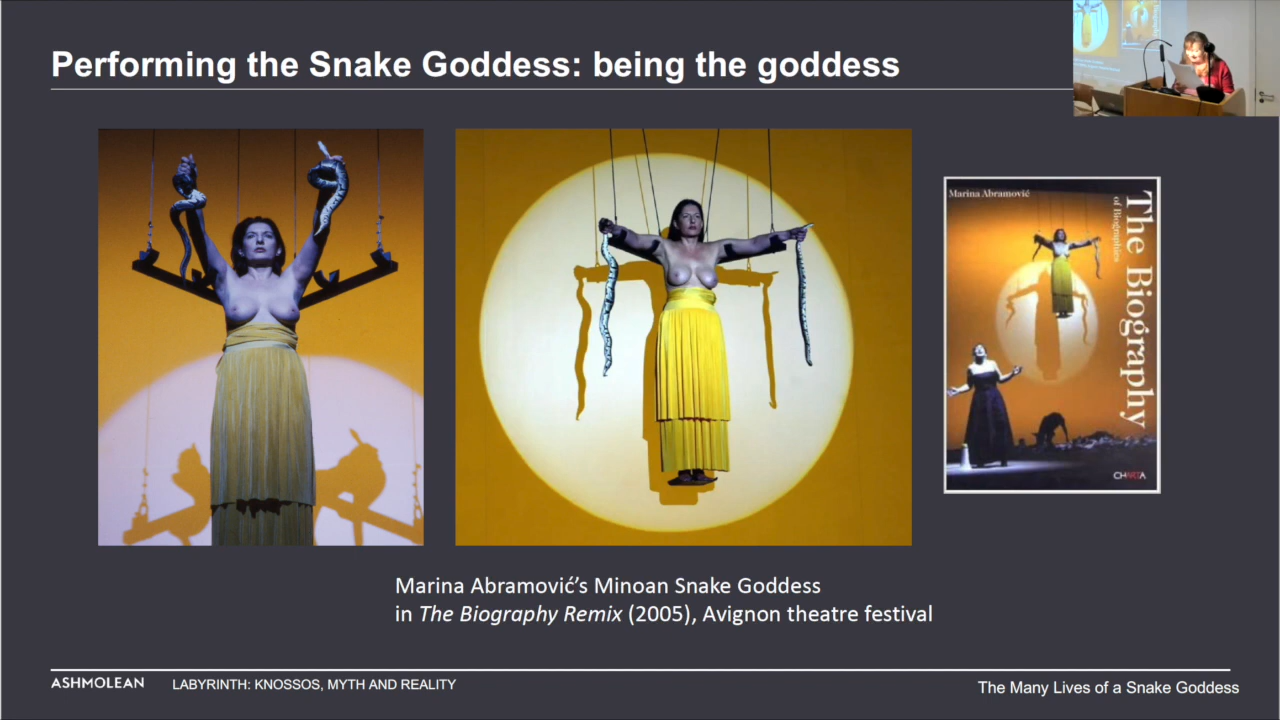 Performing the Snake Goddess: being the goddess
Marina Abramović
The Biography
of Biographies
CHARTA
Marina Abramović’s Minoan Snake Goddess
in The Biography Remix (2005), Avignon theatre festival
ASHMOLEAN
LABYRINTH: KNOSSOS, MYTH AND REALITY
The Many Lives of a Snake Goddess